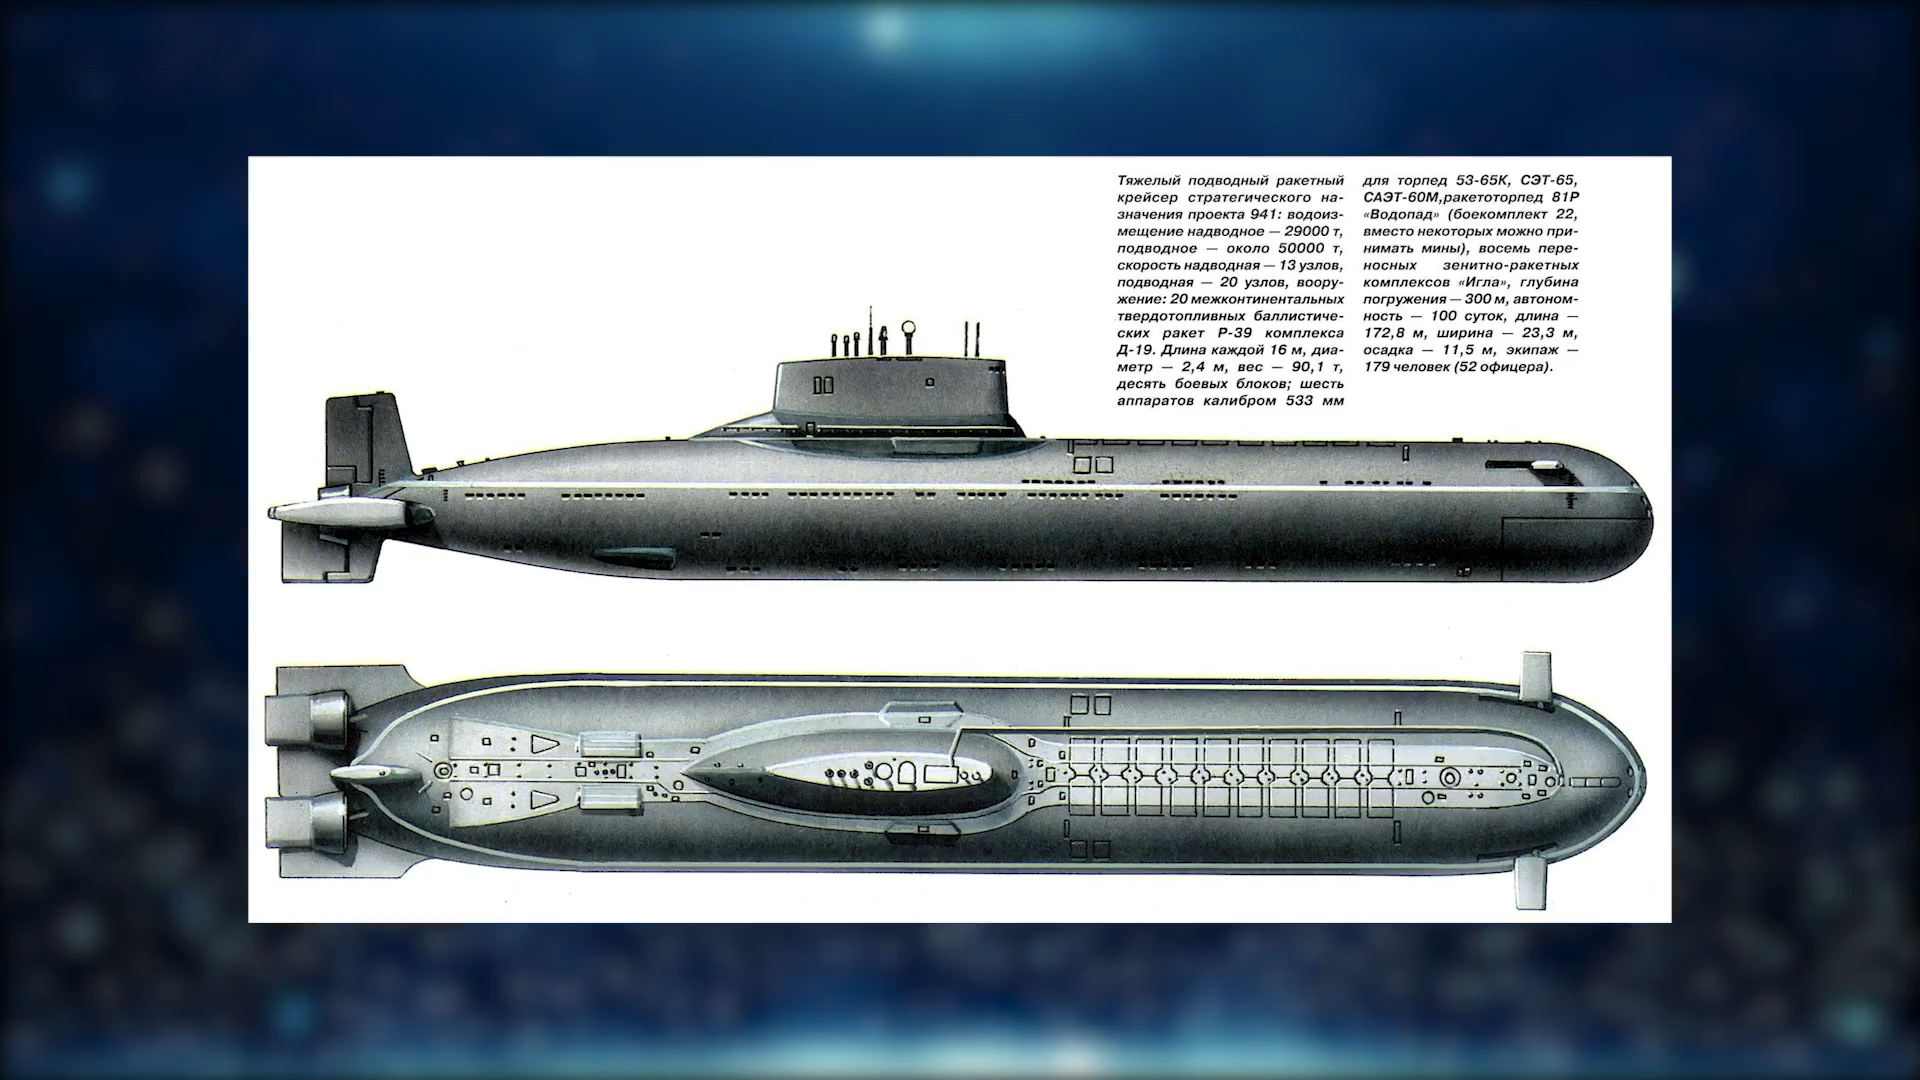 Тяжелый подводный ракетный
крейсер стратегического на-
значения проекта 941: водоиз-
мещение надводное — 29000 т,
подводное — около 50000 т,
скорость надводная — 13 узлов,
подводная — 20 узлов, воору-
жение: 20 межконтинентальных
твердотопливных баллистиче-
ских ракет Р-39 комплекса
Д-19. Длина каждой 16 м, диа-
метр — 2,4 м, вес — 90,1 т,
десять боевых блоков; шесть
аппаратов калибром 533 мм
для торпед 53-65К, СЭТ-65,
САЭТ-60М,ракетоторпед 81Р
«Водопад» (боекомплект 22,
вместо некоторых можно при-
нимать мины), восемь пере-
носных зенитно-ракетных
комплексов «Игла», глубина
погружения — 300 м, автоном-
ность — 100 суток, длина —
172,8 м, ширина — 23,3 м,
осадка — 11,5 м, экипаж —
179 человек (52 офицера).